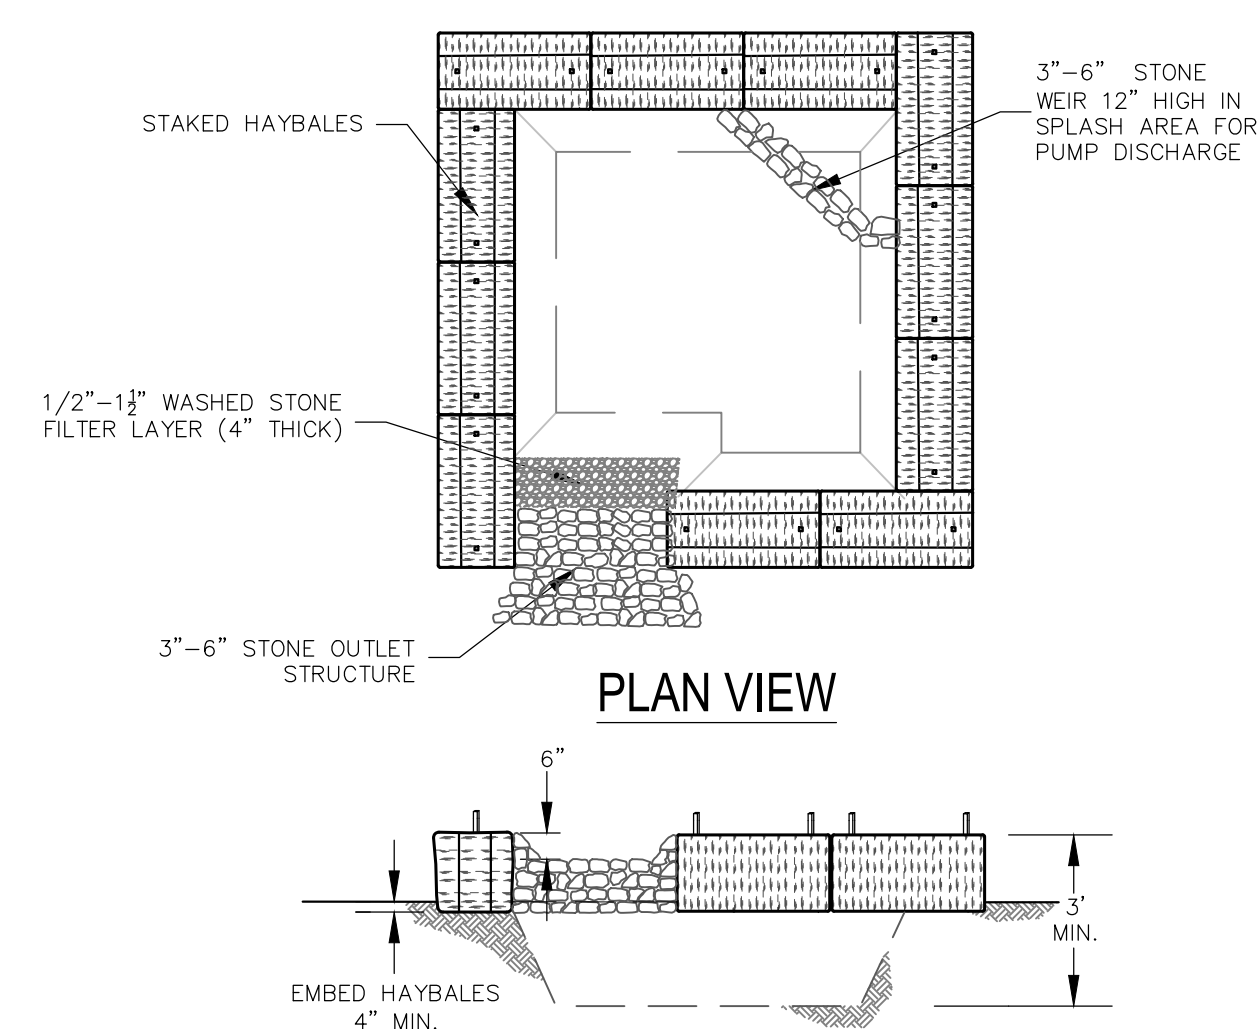 3”-6” STONE
WEIR 12” HIGH IN
SPLASH AREA FOR
PUMP DISCHARGE
STAKED HAYBALES
1/2”-1½” WASHED STONE
FILTER LAYER (4” THICK)
3”-6” STONE OUTLET
STRUCTURE
PLAN VIEW
6”
3’
MIN.
EMBED HAYBALES
4” MIN.